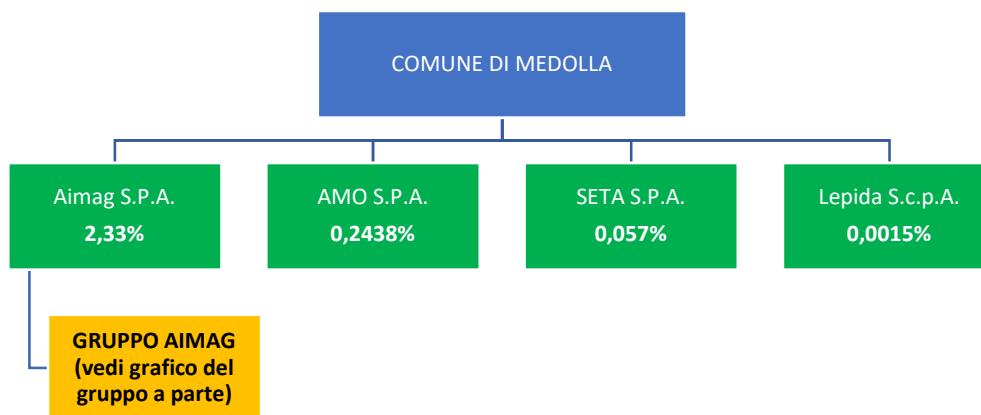 COMUNE DI MEDOLLA
Aimag S.P.A.
2,33%
AMO S.P.A.
0,2438%
SETA S.P.A.
0,057%
Lepida S.c.p.A.
0,0015%
GRUPPO AIMAG
(vedi grafico del
gruppo a parte)